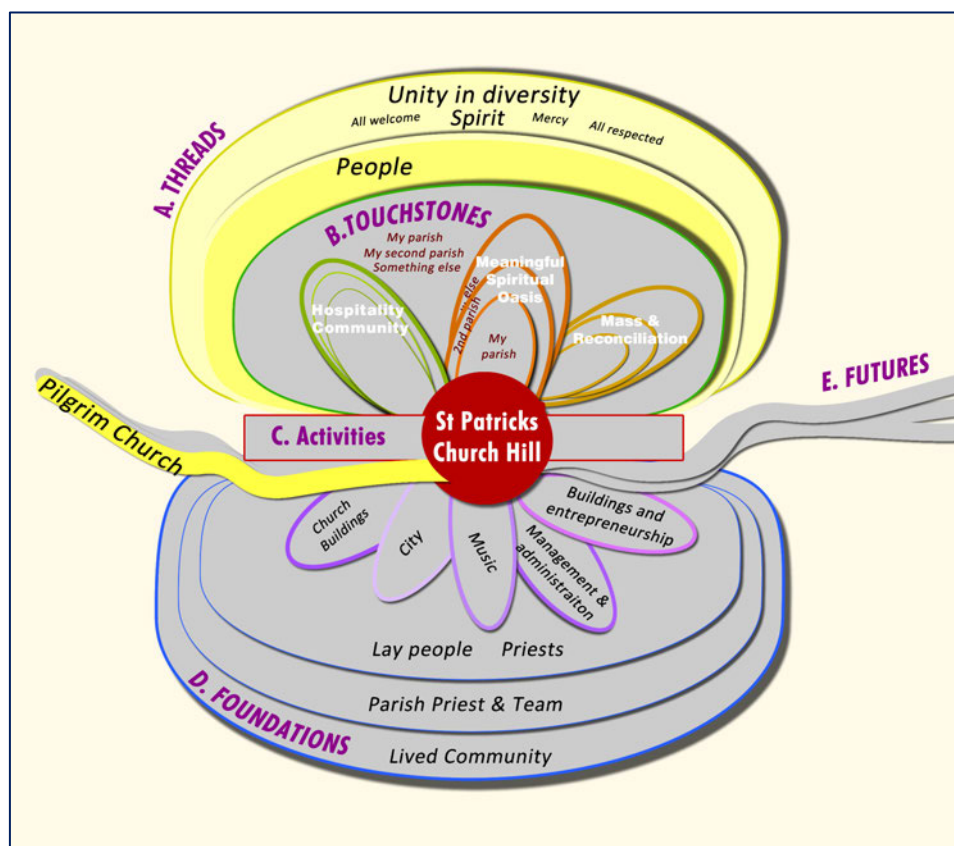 Unity in diversity
All welcome Spirit Mercy All respected
A. THREADS
People
B.TOUCHSTONES
My parish
My second parish
Something else
Hospitality
Community
Meaningful
Spiritual
Oasis
else
2nd parish
My
parish
Mass &
Reconciliation
E. FUTURES
Pilgrim Church
C. Activities
St Patricks
Church Hill
Church
Buildings
City
Music
Management &
administraiton
Buildings and
entrepreneurship
Lay people Priests
Parish Priest & Team
Lived Community
D. FOUNDATIONS